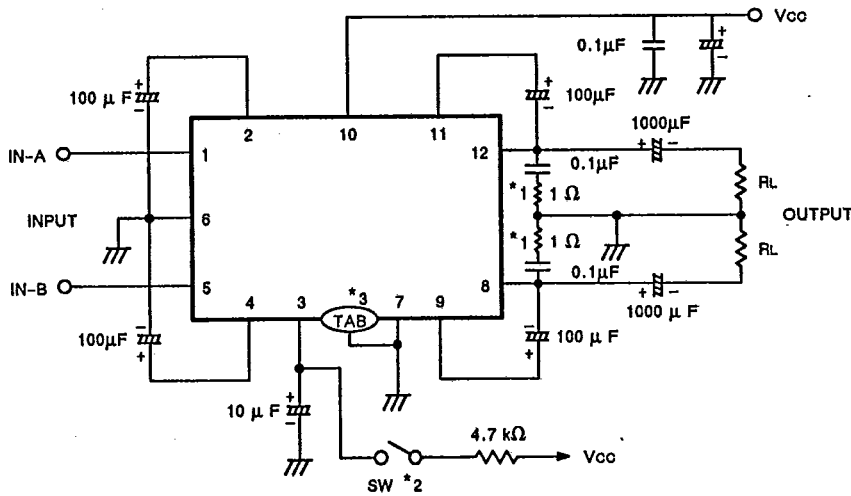 VCC
0.1μF
+
−
100 μ F
+
−
2
10
11
+
−
100μF
1000μF
+
−
IN-A
1
12
0.1μF
*1
1 Ω
RL
INPUT
6
OUTPUT
*1
1 Ω
RL
IN-B
5
8
0.1μF
+
−
1000 μ F
4
3
*3
TAB
7
9
100μF
−
+
−
+
100 μ F
10 μ F
+
−
4.7 kΩ
VCC
SW *2